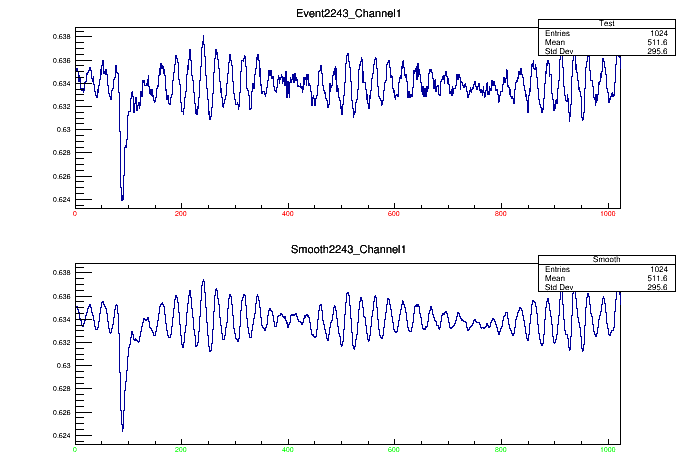 Event2243_Channel1
Test
Entries 1024
Mean 511.6
Std Dev 295.6
0.638
0.636
0.634
0.632
0.63
0.628
0.626
0.624
0 200 400 600 800 1000
Smooth2243_Channel1
Smooth
Entries 1024
Mean 511.6
Std Dev 295.6
0.638
0.636
0.634
0.632
0.63
0.628
0.626
0.624
0 200 400 600 800 1000